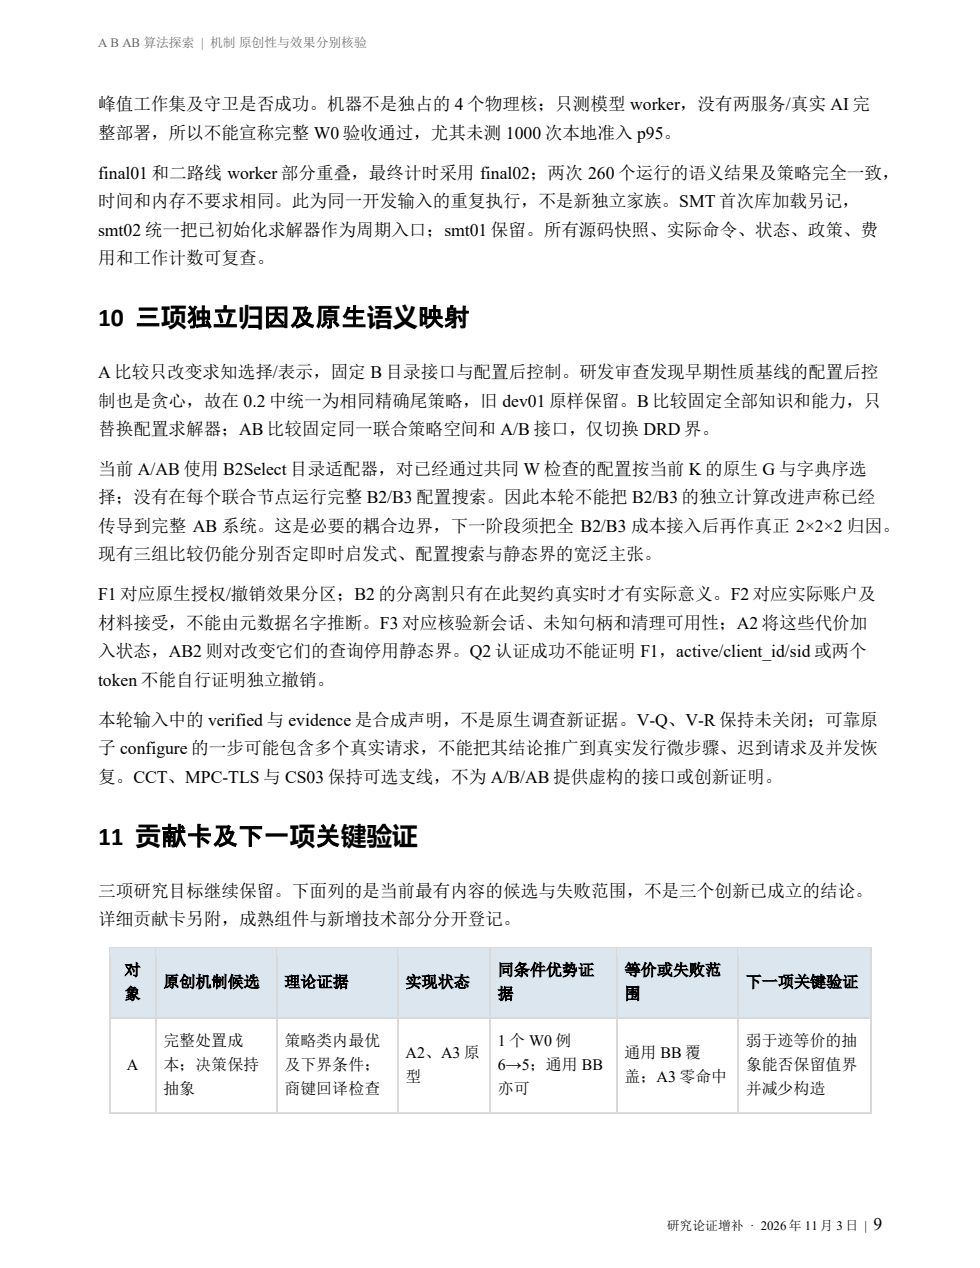 A B AB 算法探索 | 机制 原创性与效果分别核验
峰值工作集及守卫是否成功。机器不是独占的 4 个物理核；只测模型 worker，没有两服务/真实 AI 完
整部署，所以不能宣称完整 W0 验收通过，尤其未测 1000 次本地准入 p95。
final01 和二路线 worker 部分重叠，最终计时采用 final02；两次 260 个运行的语义结果及策略完全一致，
时间和内存不要求相同。此为同一开发输入的重复执行，不是新独立家族。SMT 首次库加载另记，
smt02 统一把已初始化求解器作为周期入口；smt01 保留。所有源码快照、实际命令、状态、政策、费
用和工作计数可复查。
10 三项独立归因及原生语义映射
A 比较只改变求知选择/表示，固定 B 目录接口与配置后控制。研发审查发现早期性质基线的配置后控
制也是贪心，故在 0.2 中统一为相同精确尾策略，旧 dev01 原样保留。B 比较固定全部知识和能力，只
替换配置求解器；AB 比较固定同一联合策略空间和 A/B 接口，仅切换 DRD 界。
当前 A/AB 使用 B2Select 目录适配器，对已经通过共同 W 检查的配置按当前 K 的原生 G 与字典序选
择；没有在每个联合节点运行完整 B2/B3 配置搜索。因此本轮不能把 B2/B3 的独立计算改进声称已经
传导到完整 AB 系统。这是必要的耦合边界，下一阶段须把全 B2/B3 成本接入后再作真正 2×2×2 归因。
现有三组比较仍能分别否定即时启发式、配置搜索与静态界的宽泛主张。
F1 对应原生授权/撤销效果分区；B2 的分离割只有在此契约真实时才有实际意义。F2 对应实际账户及
材料接受，不能由元数据名字推断。F3 对应核验新会话、未知句柄和清理可用性；A2 将这些代价加
入状态，AB2 则对改变它们的查询停用静态界。Q2 认证成功不能证明 F1，active/client_id/sid 或两个
token 不能自行证明独立撤销。
本轮输入中的 verified 与 evidence 是合成声明，不是原生调查新证据。V-Q、V-R 保持未关闭；可靠原
子 configure 的一步可能包含多个真实请求，不能把其结论推广到真实发行微步骤、迟到请求及并发恢
复。CCT、MPC-TLS 与 CS03 保持可选支线，不为 A/B/AB 提供虚构的接口或创新证明。
11 贡献卡及下一项关键验证
三项研究目标继续保留。下面列的是当前最有内容的候选与失败范围，不是三个创新已成立的结论。
详细贡献卡另附，成熟组件与新增技术部分分开登记。
对
象
原创机制候选
理论证据
实现状态
同条件优势证
据
等价或失败范
围
下一项关键验证
A
完整处置成
本；决策保持
抽象
策略类内最优
及下界条件；
商键回译检查
A2、A3 原
型
1 个 W0 例
6→5；通用 BB
亦可
通用 BB 覆
盖；A3 零命中
弱于迹等价的抽
象能否保留值界
并减少构造
研究论证增补 · 2026 年 11 月 3 日 | 9